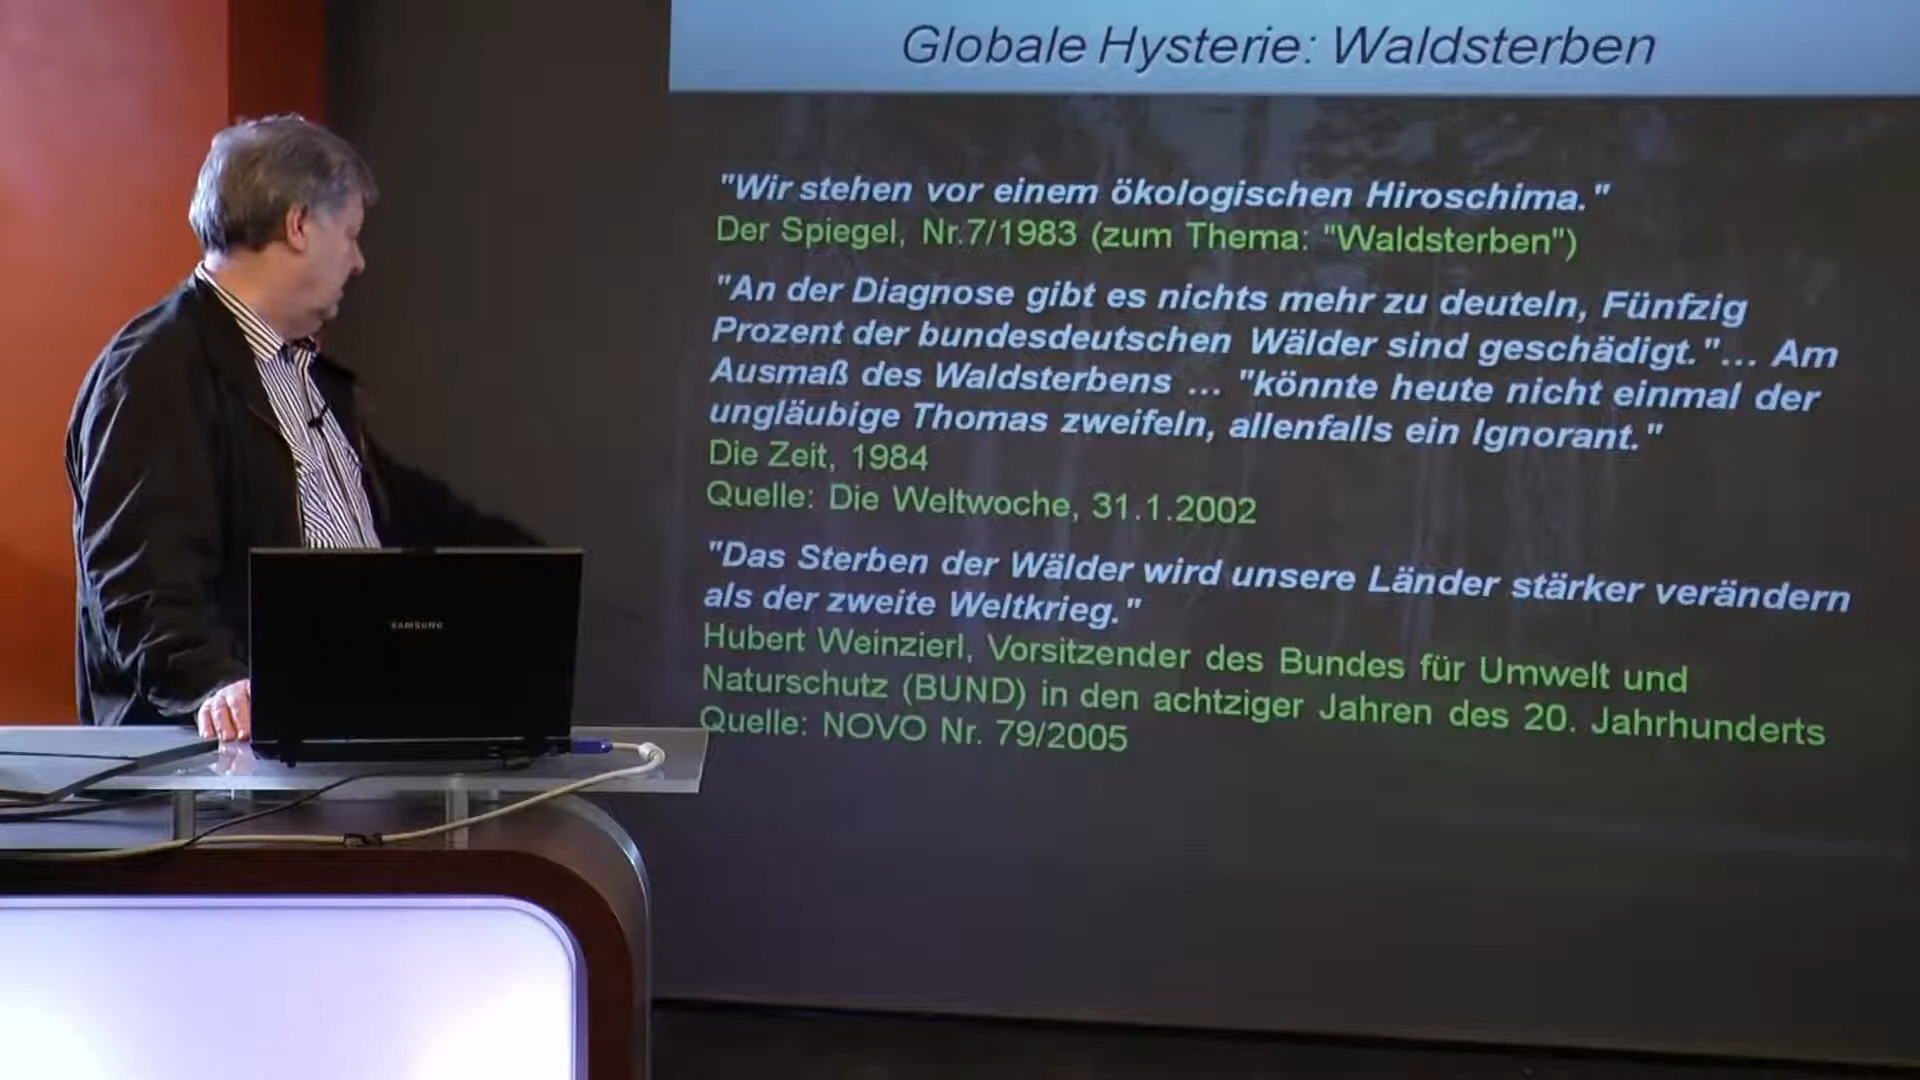 Globale Hysterie: Waldsterben
"Wir stehen vor einem ökologischen Hiroschima."
Der Spiegel, Nr.7/1983 (zum Thema: "Waldsterben")
"An der Diagnose gibt es nichts mehr zu deuteln, Fünfzig
Prozent der bundesdeutschen Wälder sind geschädigt."... Am
Ausmaß des Waldsterbens ... "könnte heute nicht einmal der
ungläubige Thomas zweifeln, allenfalls ein Ignorant."
Die Zeit, 1984
Quelle: Die Weltwoche, 31.1.2002
"Das Sterben der Wälder wird unsere Länder stärker verändern
als der zweite Weltkrieg."
Hubert Weinzierl, Vorsitzender des Bundes für Umwelt und
Naturschutz (BUND) in den achtziger Jahren des 20. Jahrhunderts
Quelle: NOVO Nr. 79/2005
SAMSUNG